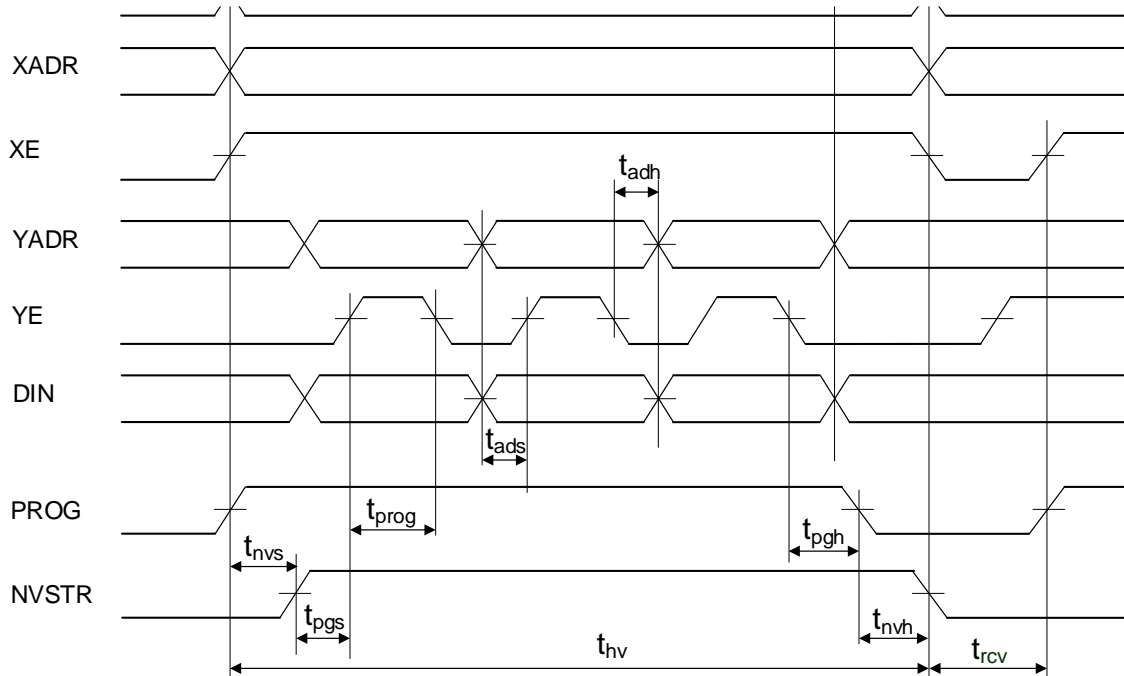 XADR
XE
t_adh
YADR
YE
DIN
t_ads
PROG
t_prog
t_nvs
t_pgh
NVSTR
t_pgs
t_nvh
t_hv
t_rcv